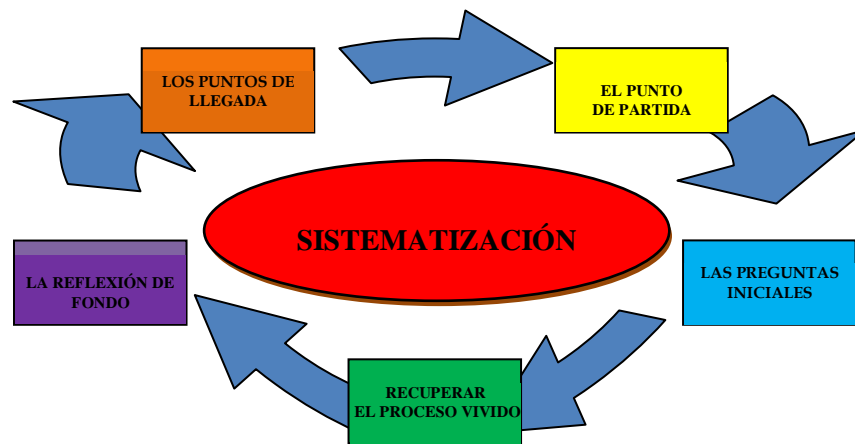 LOS PUNTOS DE
LLEGADA
EL PUNTO
DE PARTIDA
SISTEMATIZACIÓN
LA REFLEXIÓN DE
FONDO
LAS PREGUNTAS
INICIALES
RECUPERAR
EL PROCESO VIVIDO